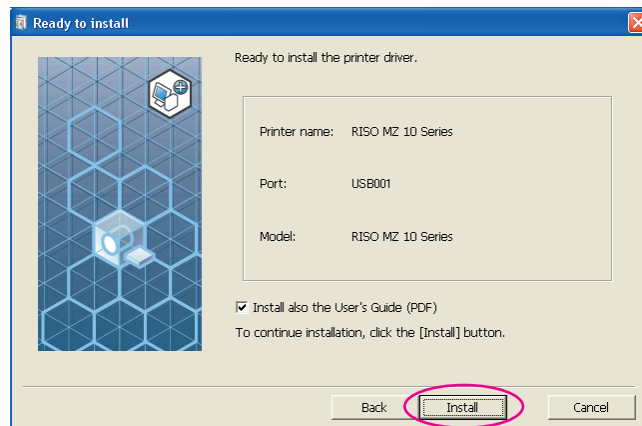 Ready to install
Ready to install the printer driver.
Printer name: RISO MZ 10 Series
Port: USB001
Model: RISO MZ 10 Series
Install also the User's Guide (PDF)
To continue installation, click the [Install] button.
Back Install Cancel